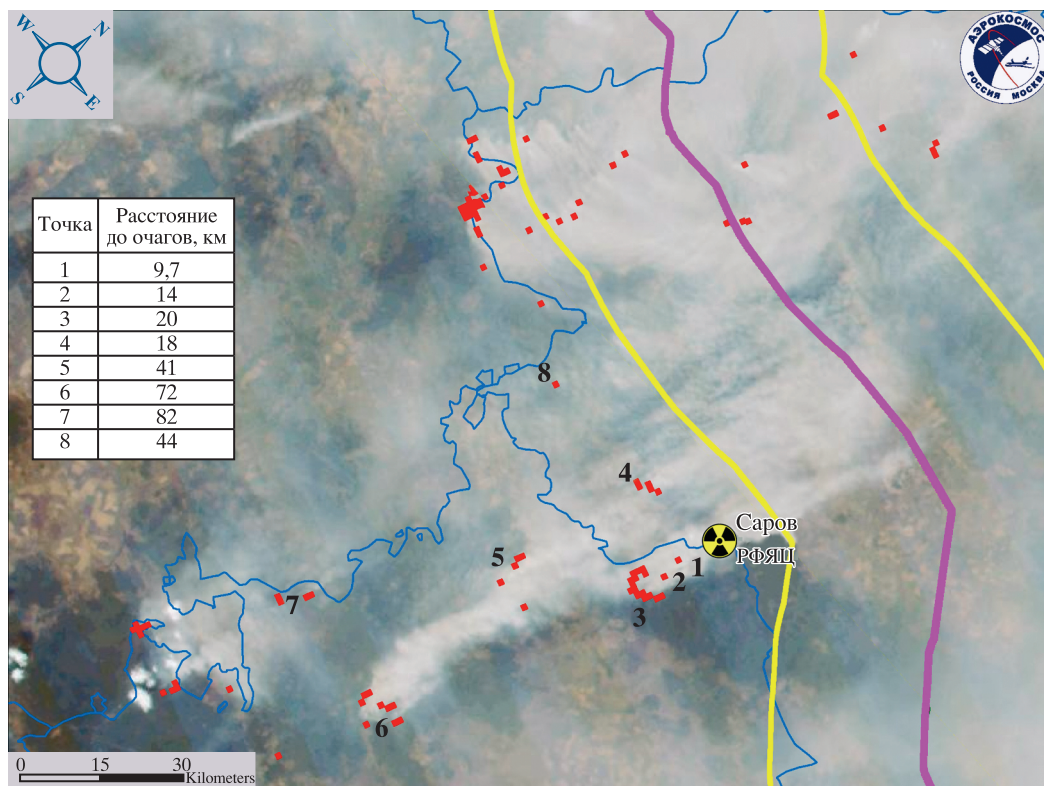 W
N
S
E
АЭРОКОСМОС
РОССИЯ МОСКВА
Точка
Расстояние
до очагов, км
1 9,7
2 14
3 20
4 18
5 41
6 72
7 82
8 44
8
4
Саров
РФЯЦ
5
1
2
7
3
6
0 15 30
Kilometers